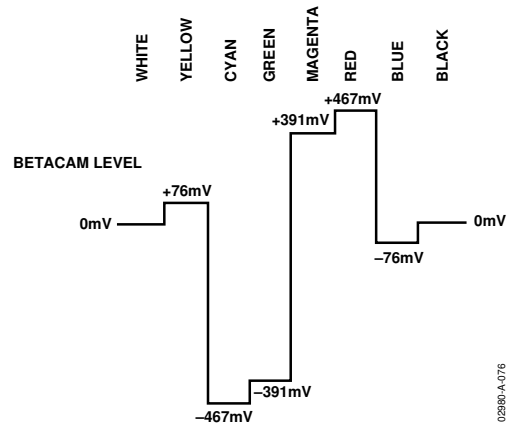 WHITE
YELLOW
CYAN
GREEN
MAGENTA
RED
BLUE
BLACK
+467mV
+391mV
BETACAM LEVEL
+76mV
0mV
0mV
–76mV
–391mV
–467mV
02980-A-076